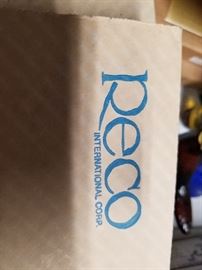 Reco
INTERNATIONAL CORP.